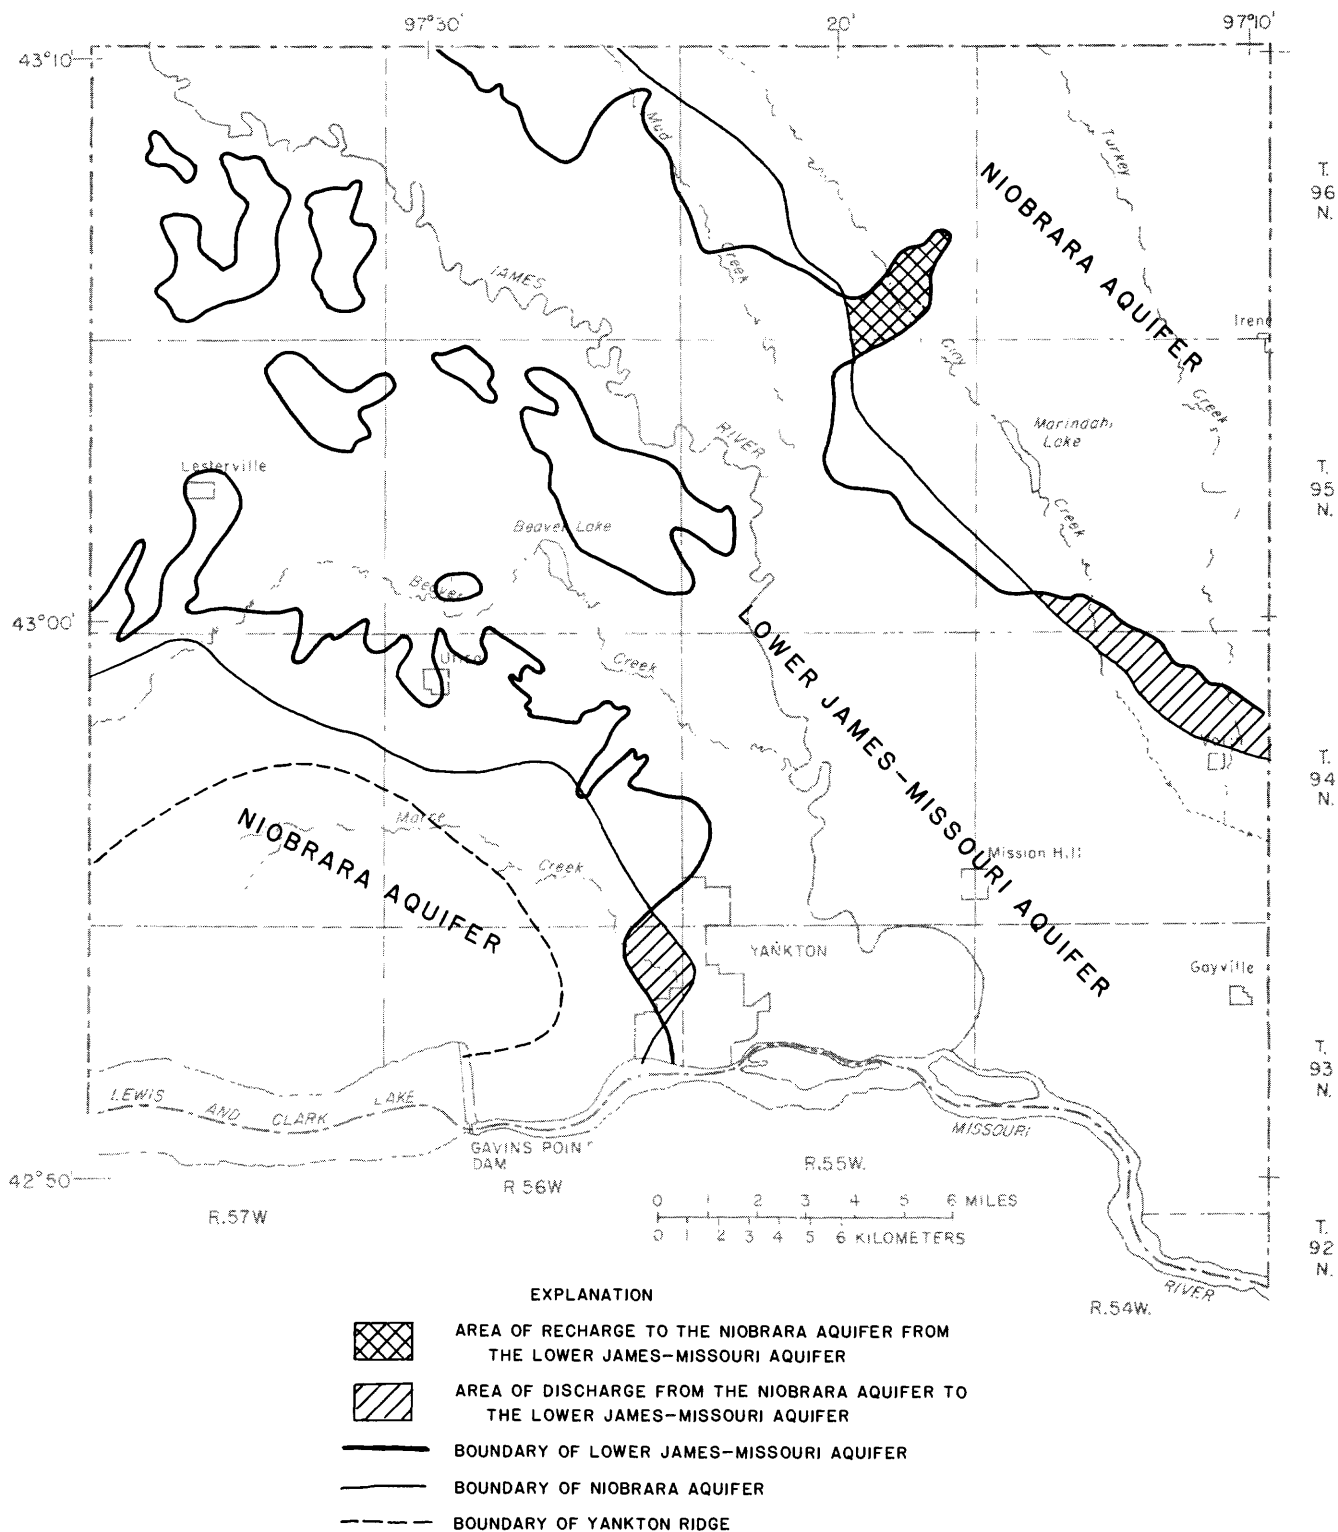 97°30'
20'
97°10'
43°10'
T.
96
N.
Mud
Turkey
NIOBRARA AQUIFER
Creek
JAMES
Irene
Clay
Creek
RIVER
Marindahl
Lake
Lesterville
T.
95
N.
Creek
Beaver Lake
Beaver
43°00'
LOWER JAMES-MISSOURI AQUIFER
Utica
Creek
T.
94
N.
NIOBRARA AQUIFER
Marne
Creek
Mission Hill
YANKTON
Gayville
T.
93
N.
LEWIS AND CLARK LAKE
MISSOURI
GAVINS POINT
DAM
R.55W.
42°50'
R.56W
R.57W
0 1 2 3 4 5 6 MILES
0 1 2 3 4 5 6 KILOMETERS
T.
92
N.
RIVER
R.54W.
EXPLANATION
AREA OF RECHARGE TO THE NIOBRARA AQUIFER FROM
THE LOWER JAMES-MISSOURI AQUIFER
AREA OF DISCHARGE FROM THE NIOBRARA AQUIFER TO
THE LOWER JAMES-MISSOURI AQUIFER
BOUNDARY OF LOWER JAMES-MISSOURI AQUIFER
BOUNDARY OF NIOBRARA AQUIFER
BOUNDARY OF YANKTON RIDGE